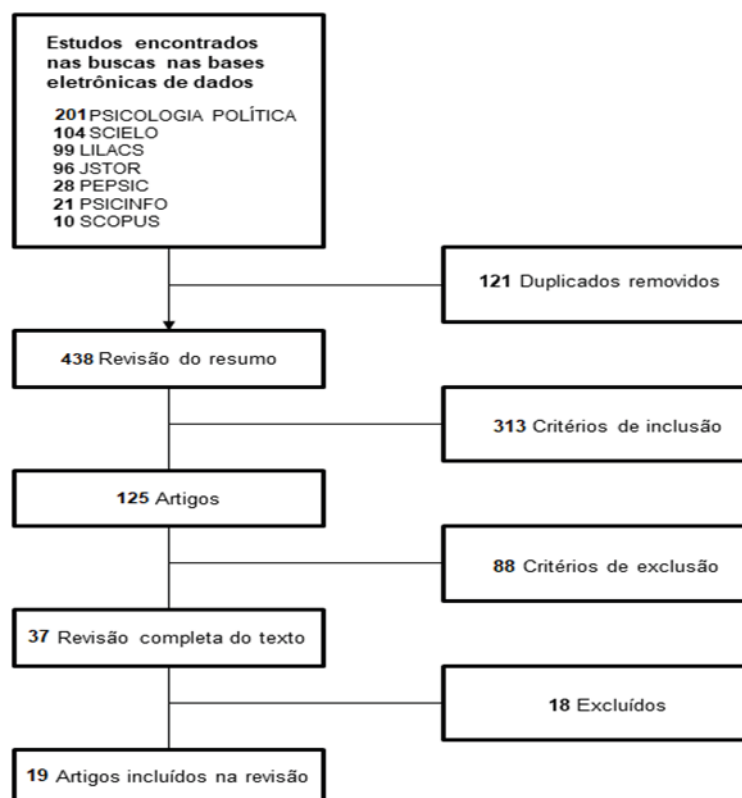 Estudos encontrados
nas buscas nas bases
eletrônicas de dados
201 PSICOLOGIA POLÍTICA
104 SCIELO
99 LILACS
96 JSTOR
28 PEPSIC
21 PSICINFO
10 SCOPUS
121 Duplicados removidos
438 Revisão do resumo
313 Critérios de inclusão
125 Artigos
88 Critérios de exclusão
37 Revisão completa do texto
18 Excluídos
19 Artigos incluídos na revisão